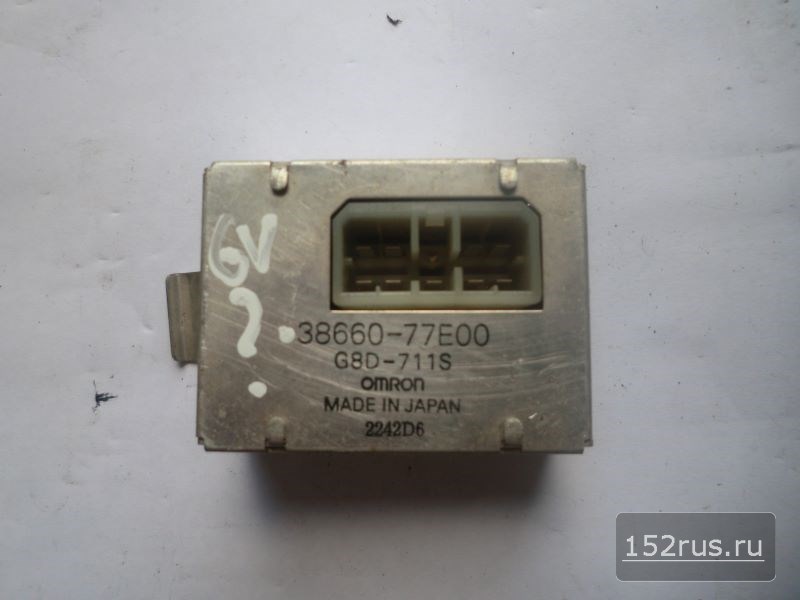 GV
?.
38660-77E00
G8D-711S
omron
MADE IN JAPAN
2242D6
152rus.ru